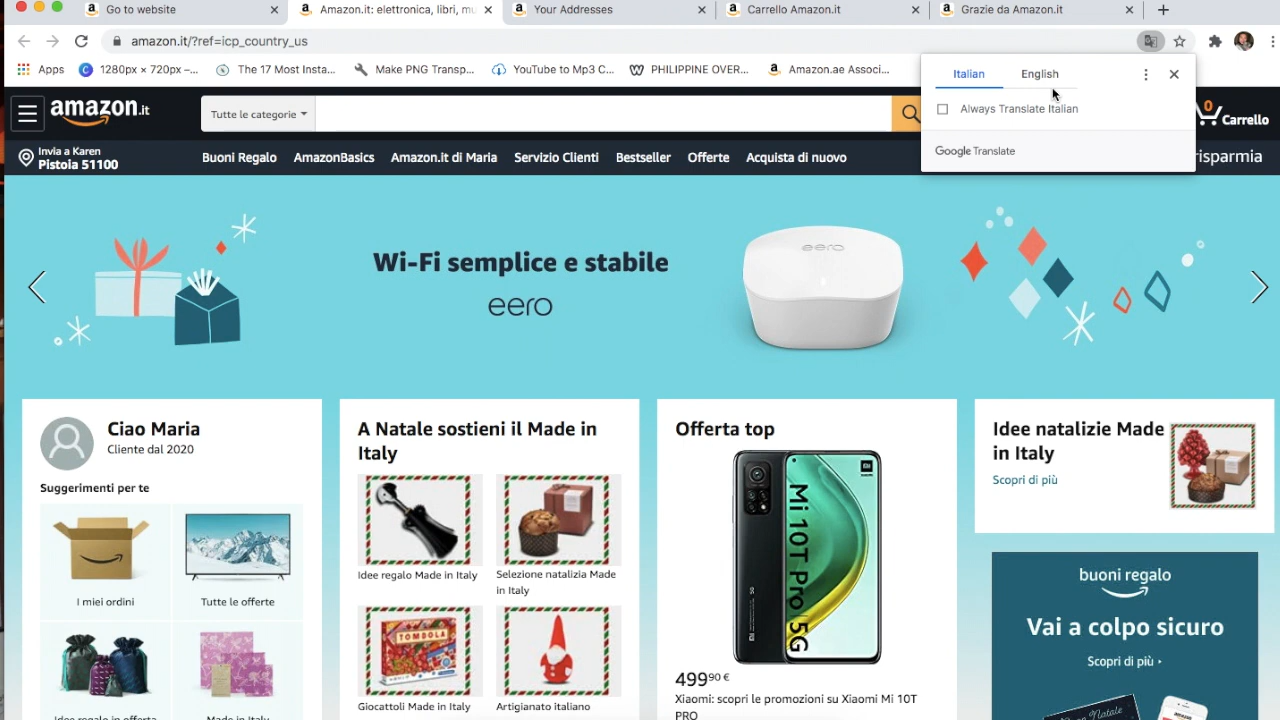 Go to website
Amazon.it: elettronica, libri, mu
Your Addresses
Carrello Amazon.it
Grazie da Amazon.it
amazon.it/?ref=icp_country_us
Apps
1280px × 720px –...
The 17 Most Insta...
Make PNG Transp...
YouTube to Mp3 C...
PHILIPPINE OVER...
Amazon.ae Associ...
Italian
English
Always Translate Italian
Google Translate
amazon.it
Tutte le categorie
0
Carrello
Invia a Karen
Pistoia 51100
Buoni Regalo
AmazonBasics
Amazon.it di Maria
Servizio Clienti
Bestseller
Offerte
Acquista di nuovo
risparmia
Wi-Fi semplice e stabile
eero
eero
Ciao Maria
Cliente dal 2020
Suggerimenti per te
I miei ordini
Tutte le offerte
Idee regalo in offerta
Made in Italy
A Natale sostieni il Made in
Italy
Idee regalo Made in Italy
Selezione natalizia Made
in Italy
TOMBOLA
Giocattoli Made in Italy
Artigianato italiano
Offerta top
Mi 10T Pro 5G
49990 €
Xiaomi: scopri le promozioni su Xiaomi Mi 10T
PRO
Idee natalizie Made
in Italy
Scopri di più
buoni regalo
Vai a colpo sicuro
Scopri di più
Buon Natale